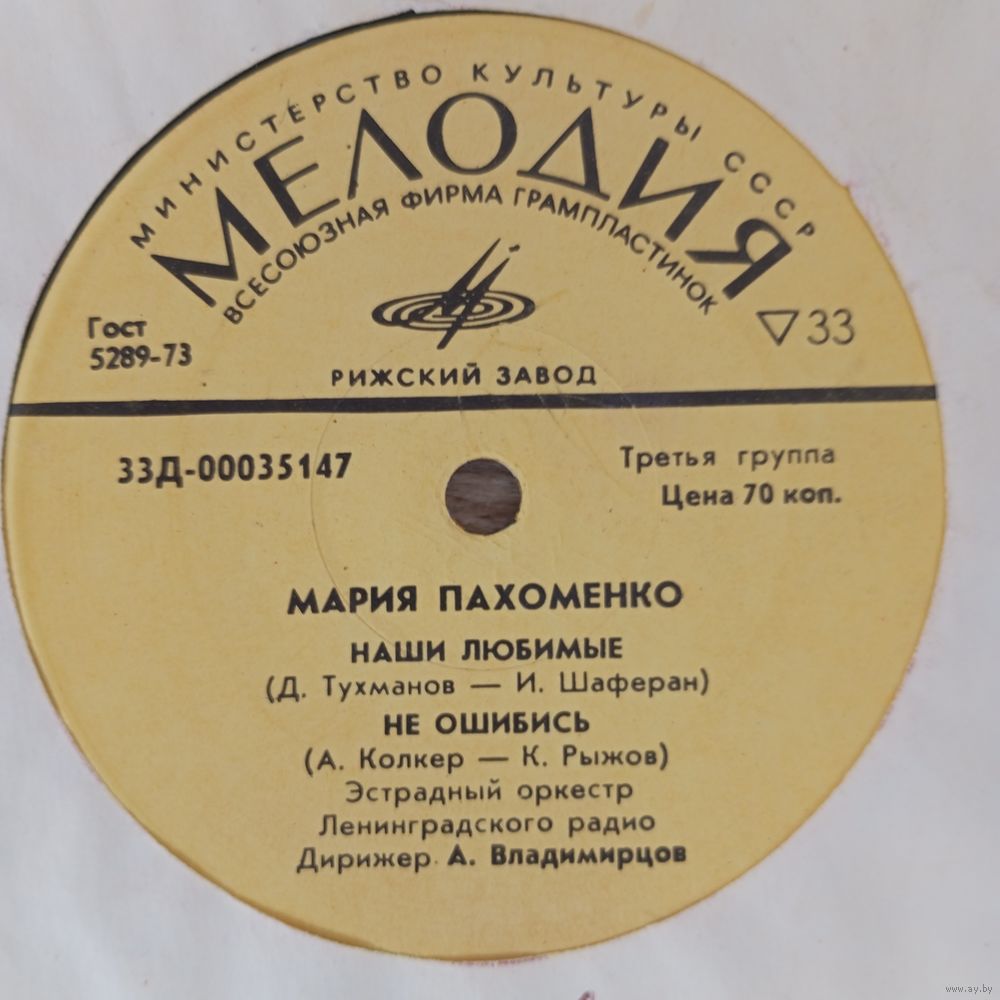 МИНИСТЕРСТВО КУЛЬТУРЫ СССР
МЕЛОДИЯ
ВСЕСОЮЗНАЯ ФИРМА ГРАМПЛАСТИНОК
Гост
5289-73
▽33
РИЖСКИЙ ЗАВОД
33Д-00035147
Третья группа
Цена 70 коп.
МАРИЯ ПАХОМЕНКО
НАШИ ЛЮБИМЫЕ
(Д. Тухманов — И. Шаферан)
НЕ ОШИБИСЬ
(А. Колкер — К. Рыжов)
Эстрадный оркестр
Ленинградского радио
Дирижер А. Владимирцов
www.ay.by